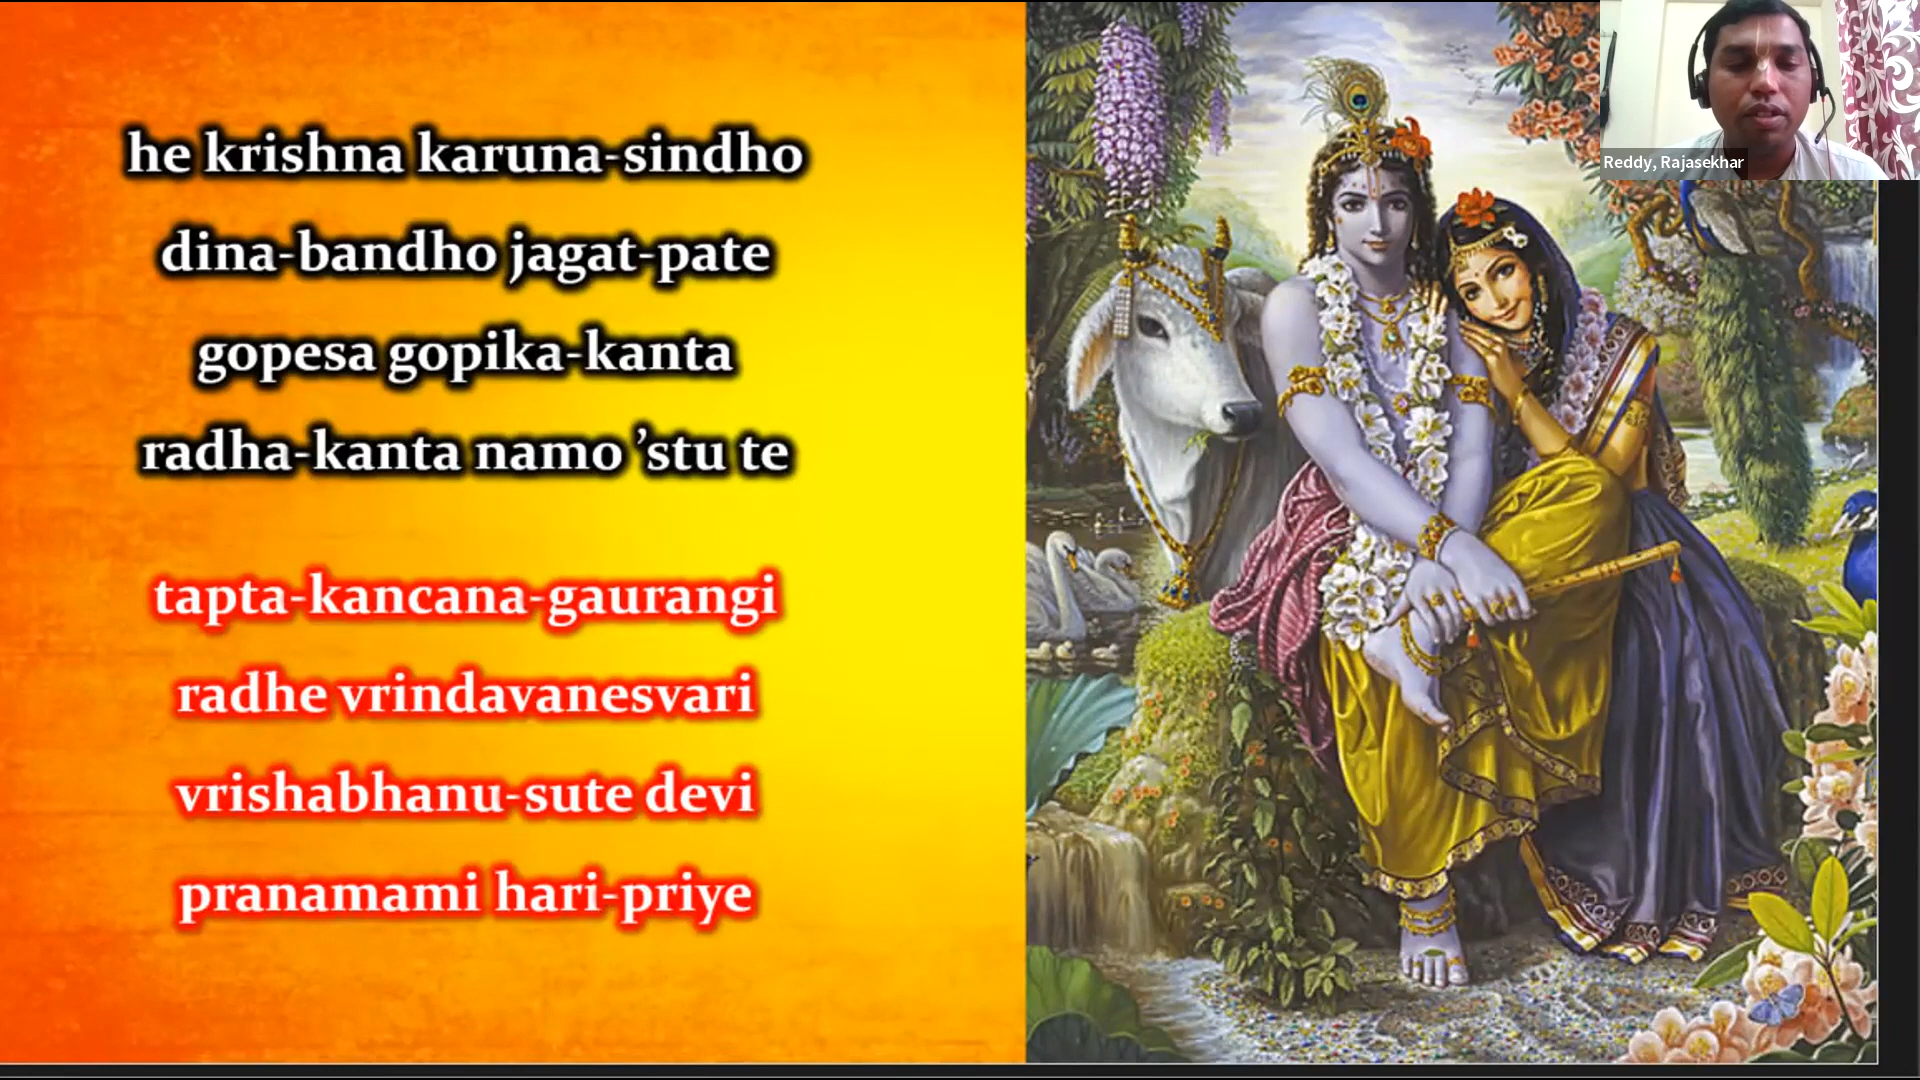 he krishna karuna-sindho
dina-bandho jagat-pate
gopesa gopika-kanta
radha-kanta namo ’stu te
tapta-kancana-gaurangi
radhe vrindavanesvari
vrishabhanu-sute devi
pranamami hari-priye
Reddy, Rajasekhar